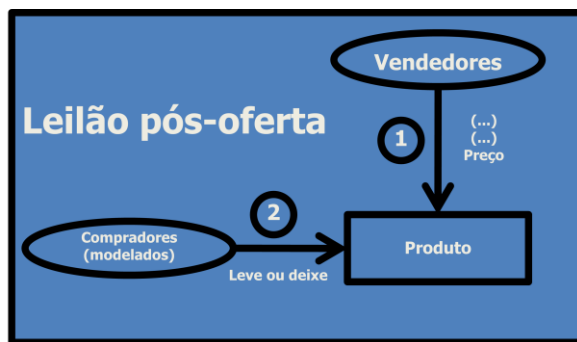 Vendedores
Leilão pós-oferta
1
(...)
(...)
Preço
2
Compradores
(modelados)
Produto
Leve ou deixe